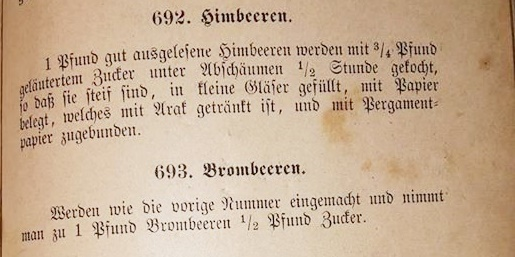 692. Himbeeren.
1 Pfund gut ausgelesene Himbeeren werden mit ³/₄ Pfund
geläutertem Zucker unter Abschäumen ¹/₂ Stunde gekocht,
so daß sie steif sind, in kleine Gläser gefüllt, mit Papier
belegt, welches mit Arak getränkt ist, und mit Pergament=
papier zugebunden.
693. Brombeeren.
Werden wie die vorige Nummer eingemacht und nimmt
man zu 1 Pfund Brombeeren ¹/₂ Pfund Zucker.